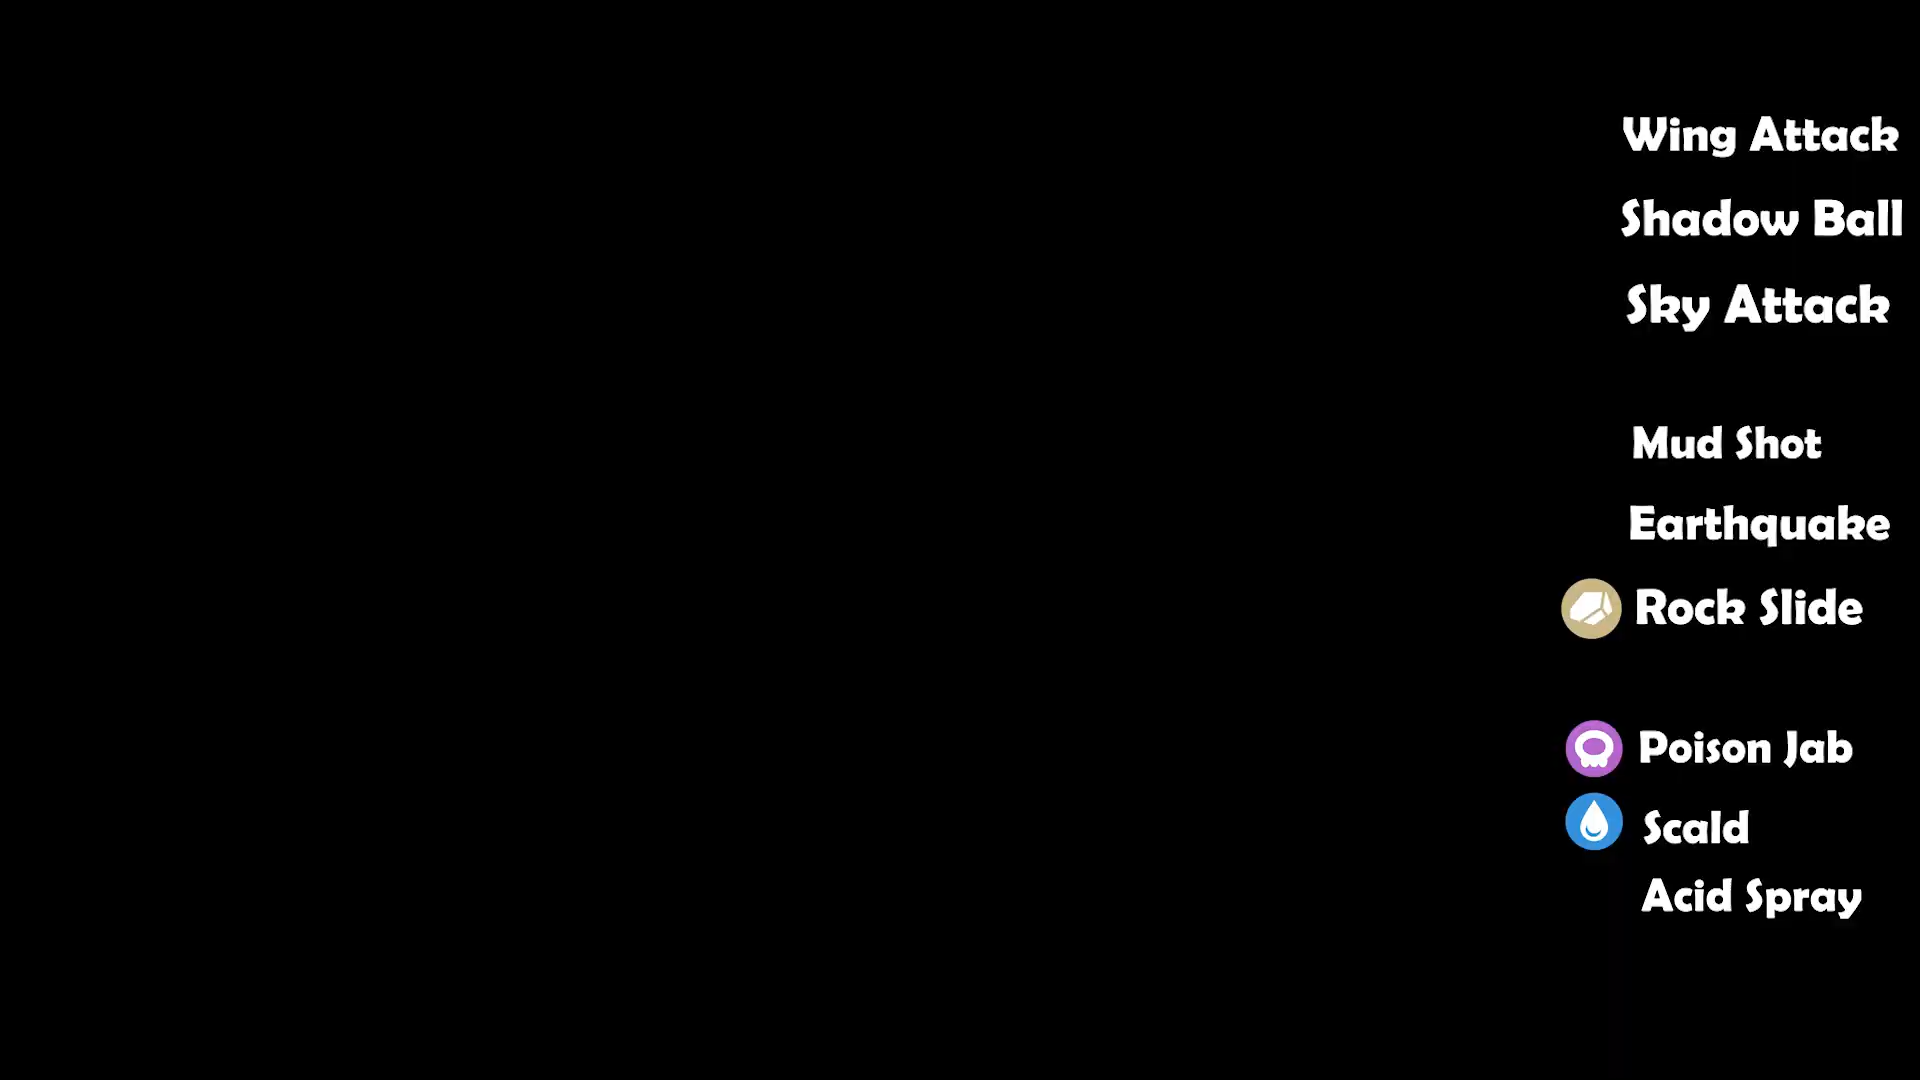 Wing Attack
Shadow Ball
Sky Attack
Mud Shot
Earthquake
Rock Slide
Poison Jab
Scald
Acid Spray